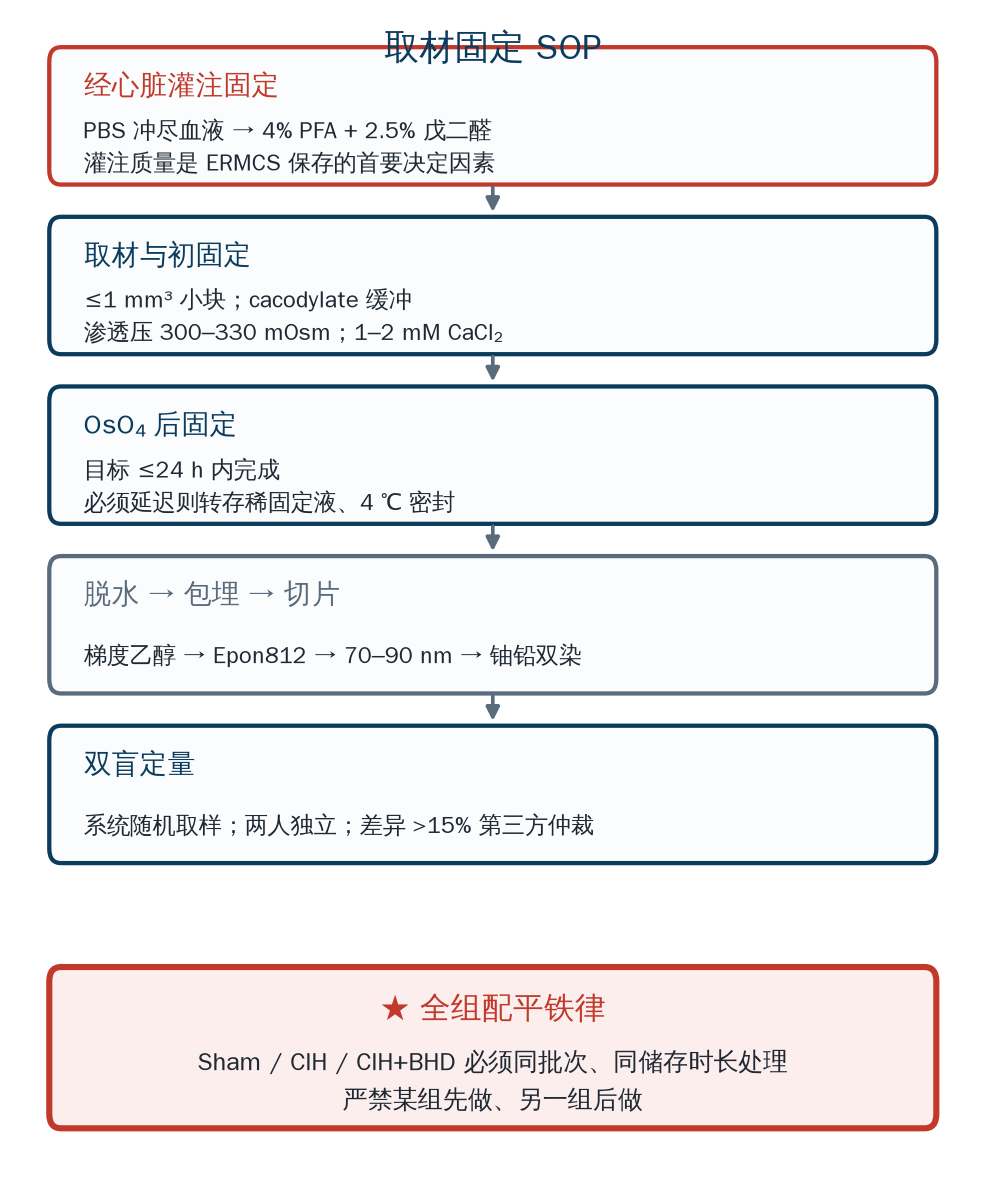 取材固定 SOP
经心脏灌注固定
PBS 冲尽血液 → 4% PFA + 2.5% 戊二醛
灌注质量是 ERMCS 保存的首要决定因素
取材与初固定
≤1 mm³ 小块；cacodylate 缓冲
渗透压 300–330 mOsm；1–2 mM CaCl₂
OsO₄ 后固定
目标 ≤24 h 内完成
必须延迟则转存稀固定液、4 ℃ 密封
脱水 → 包埋 → 切片
梯度乙醇 → Epon812 → 70–90 nm → 铀铅双染
双盲定量
系统随机取样；两人独立；差异 >15% 第三方仲裁
★ 全组配平铁律
Sham / CIH / CIH+BHD 必须同批次、同储存时长处理
严禁某组先做、另一组后做